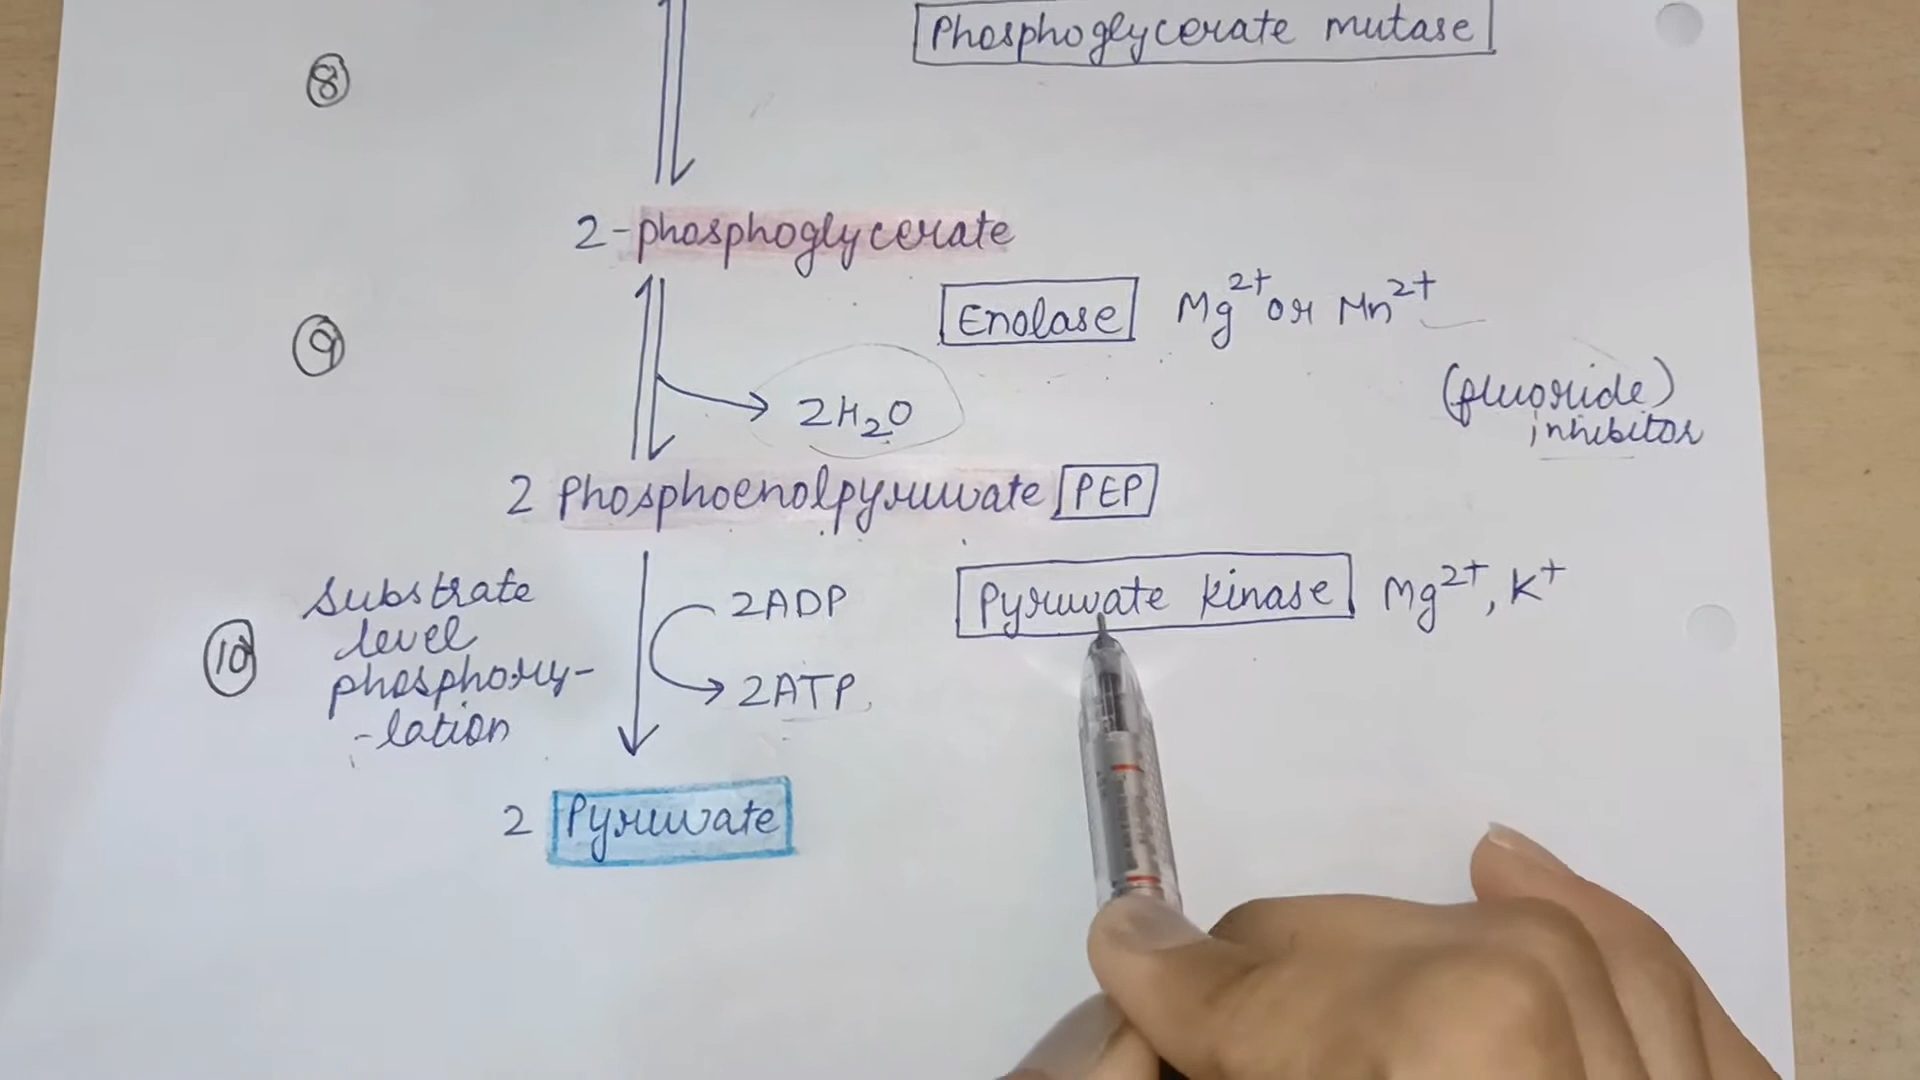 Phosphoglycerate mutase
8
2-phosphoglycerate
Enolase Mg²⁺ or Mn²⁺
9
(fluoride)
inhibitor
2H₂O
2 Phosphoenolpyruvate PEP
Substrate
level
phosphory-
-lation
10
2ADP
2ATP
Pyruvate kinase Mg²⁺, K⁺
2 Pyruvate